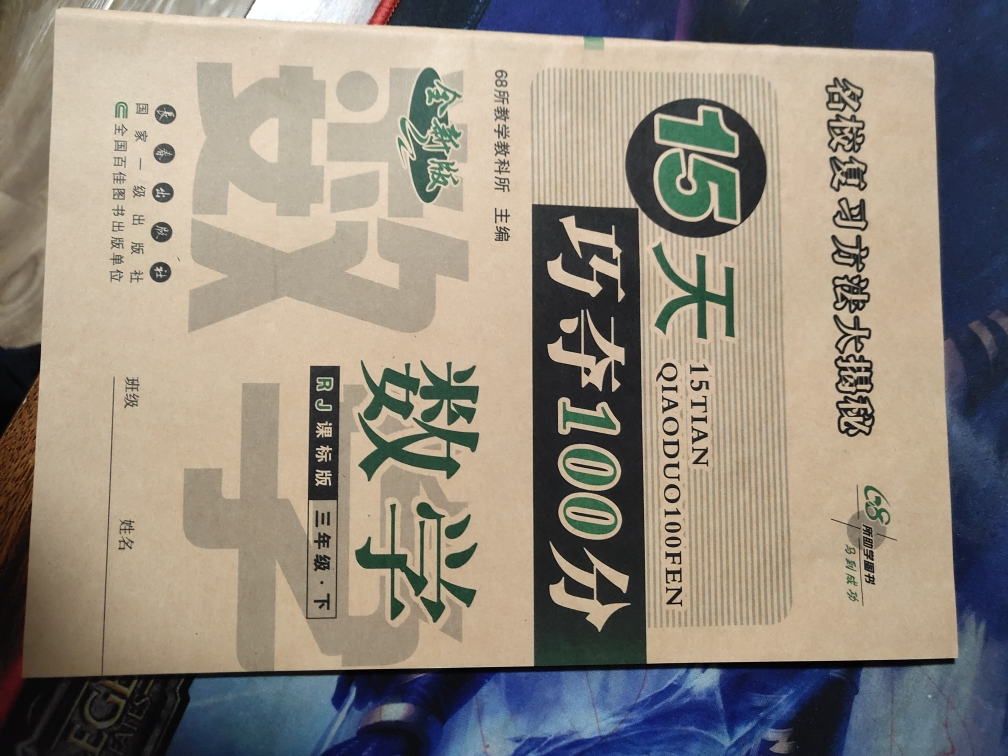 名校复习方法大揭秘
68所助学图书
马到成功
15天
15TIAN
QIAODUO100FEN
巧夺100分
68所教学教科所 主编
全新版
数学
数学
RJ课标版 三年级·下
长春出版社
国家一级出版社
全国百佳图书出版单位
班级 姓名
EG
TALES